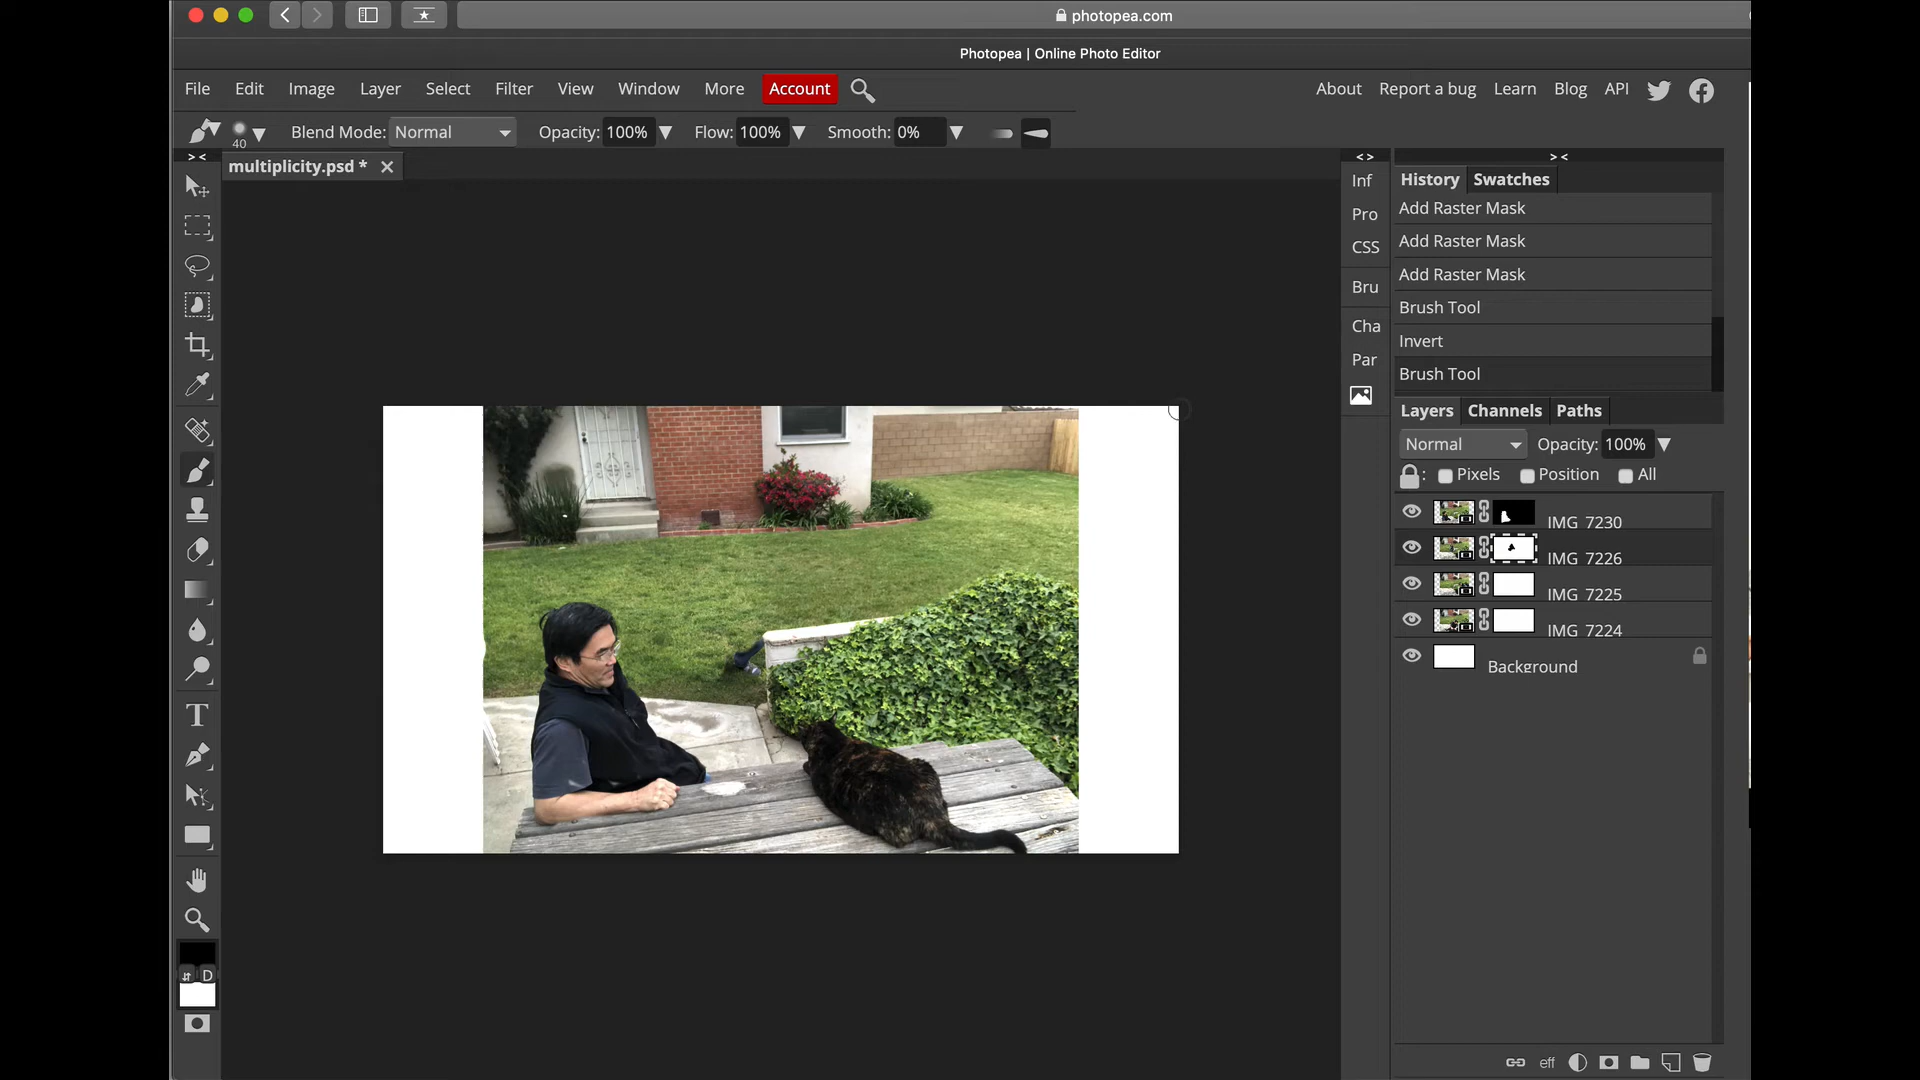 photopea.com
Photopea | Online Photo Editor
File Edit Image Layer Select Filter View Window More Account About Report a bug Learn Blog API
40 Blend Mode: Normal Opacity: 100% Flow: 100% Smooth: 0%
> < multiplicity.psd * < > > <
Inf History Swatches
Pro Add Raster Mask
CSS Add Raster Mask
Bru Add Raster Mask
Cha Brush Tool
Par Invert
Brush Tool
Layers Channels Paths
Normal Opacity: 100%
: Pixels Position All
IMG 7230
IMG 7226
IMG 7225
IMG 7224
Background
T
D
eff